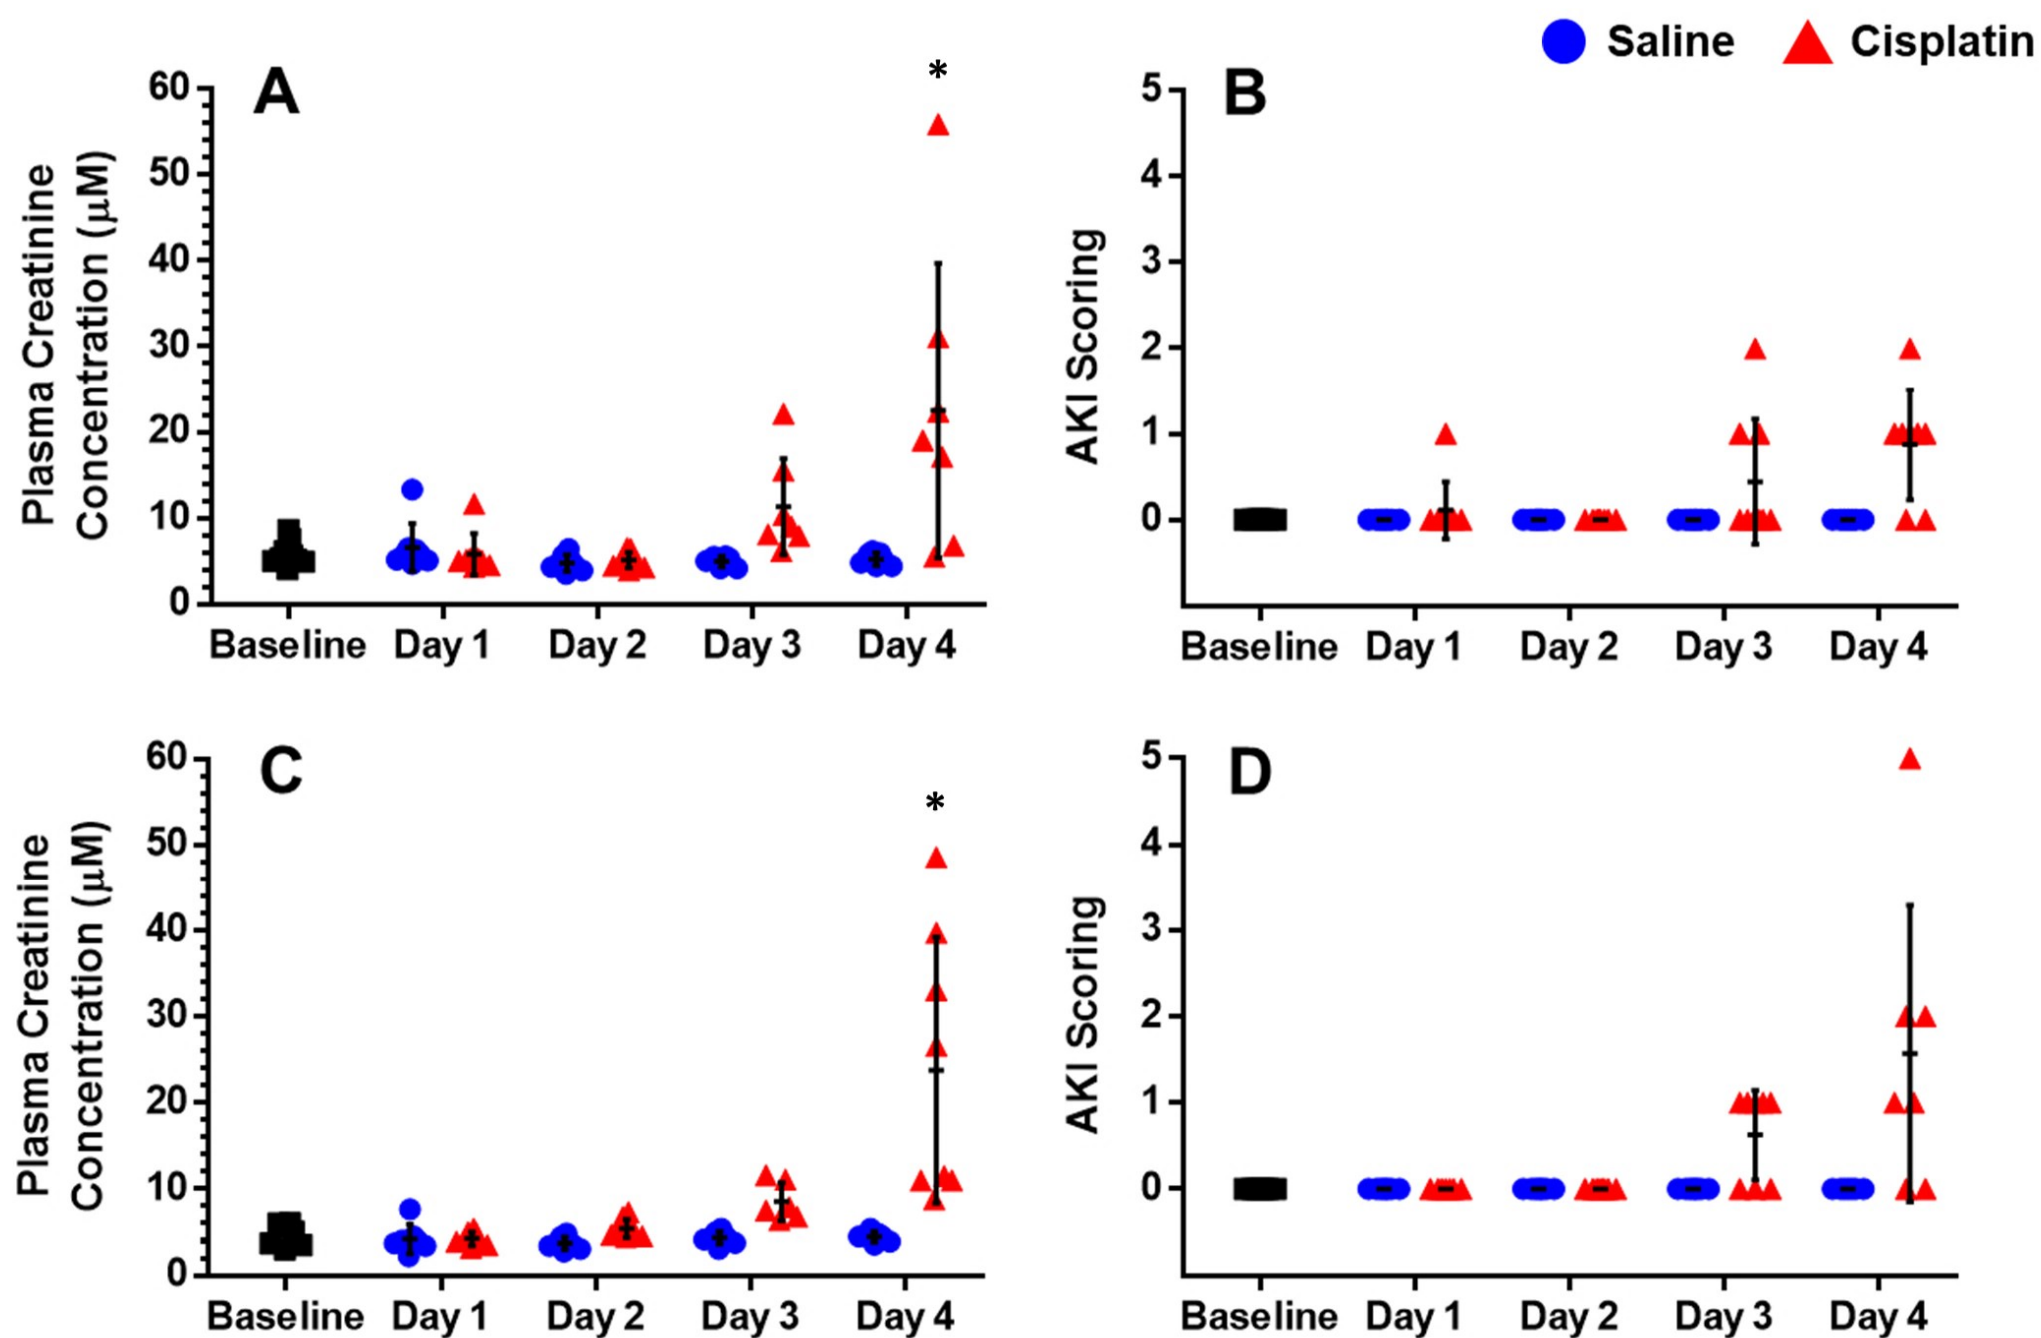 Saline Cisplatin
A
*
60
50
40
30
20
10
0
Plasma Creatinine
Concentration (μM)
Baseline Day 1 Day 2 Day 3 Day 4
B
5
4
3
2
1
0
AKI Scoring
Baseline Day 1 Day 2 Day 3 Day 4
C
*
60
50
40
30
20
10
0
Plasma Creatinine
Concentration (μM)
Baseline Day 1 Day 2 Day 3 Day 4
D
5
4
3
2
1
0
AKI Scoring
Baseline Day 1 Day 2 Day 3 Day 4